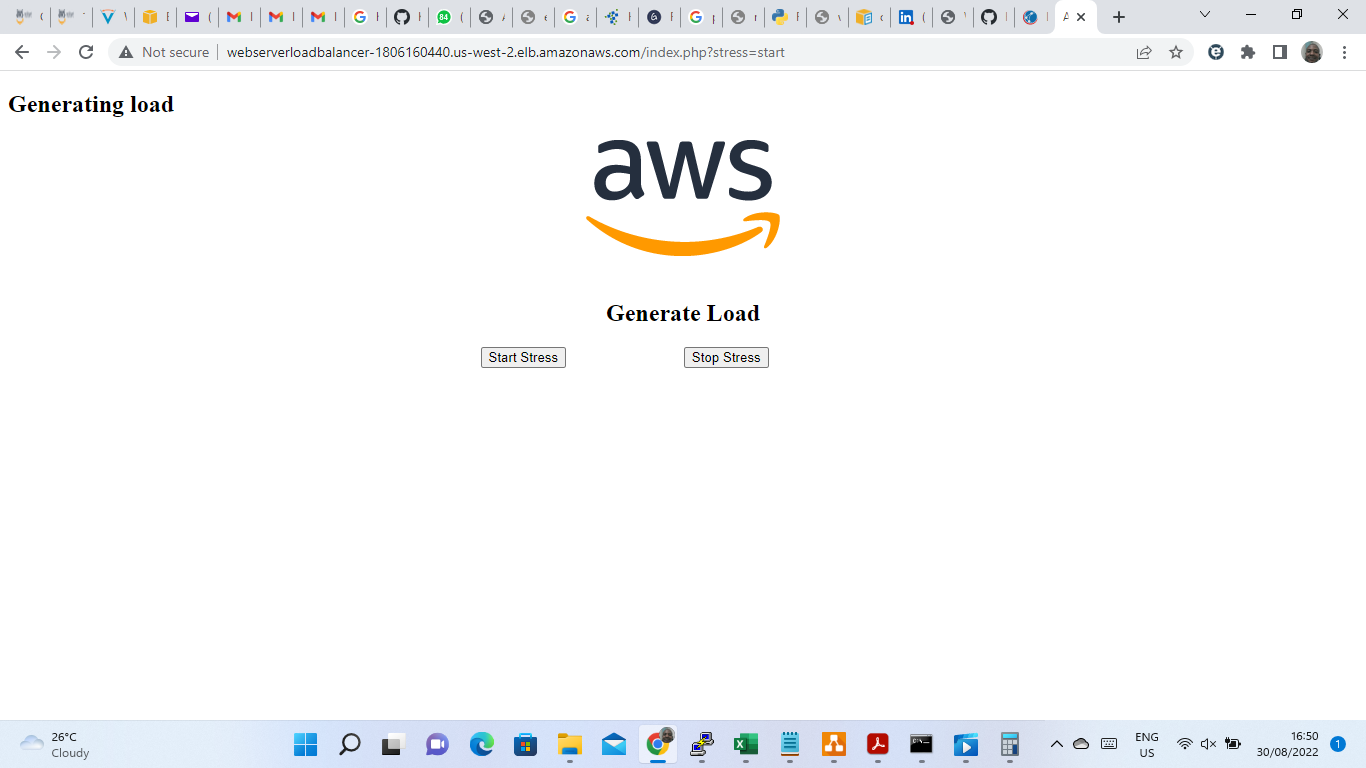 84
Not secure
webserverloadbalancer-1806160440.us-west-2.elb.amazonaws.com/index.php?stress=start
Generating load
aws
Generate Load
Start Stress
Stop Stress
26°C
Cloudy
ENG
US
16:50
30/08/2022
1